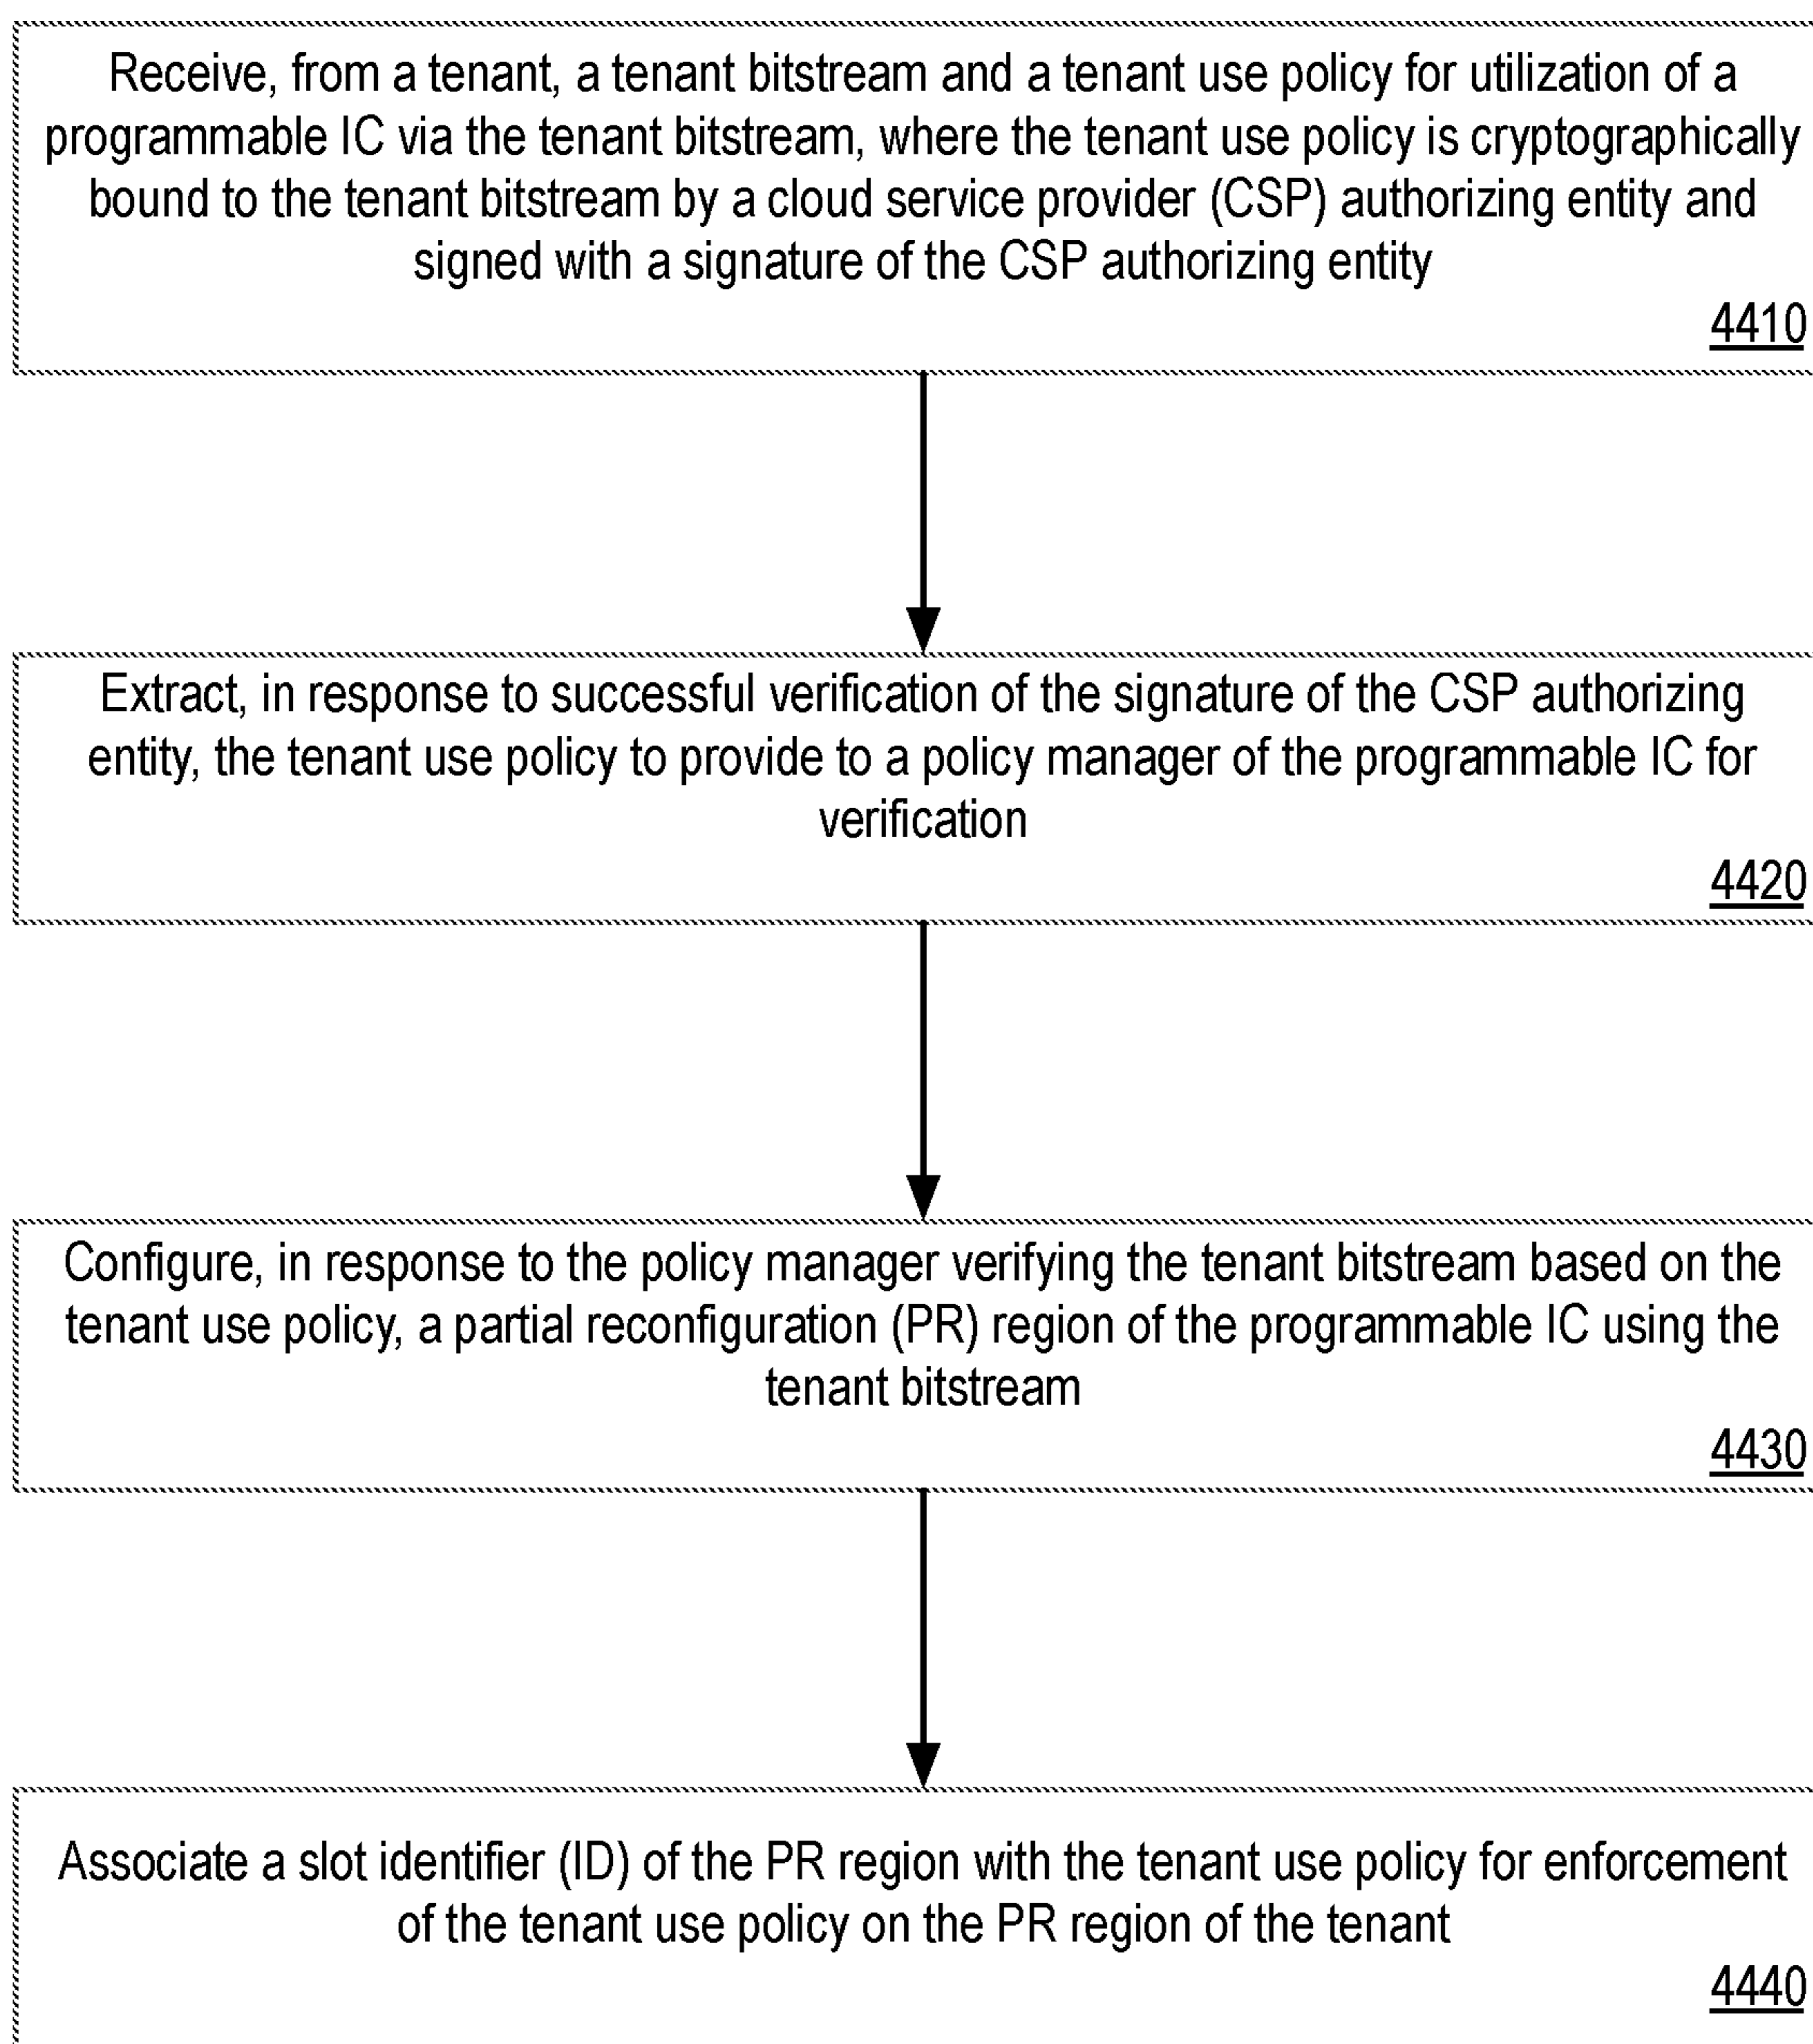 Receive, from a tenant, a tenant bitstream and a tenant use policy for utilization of a
programmable IC via the tenant bitstream, where the tenant use policy is cryptographically
bound to the tenant bitstream by a cloud service provider (CSP) authorizing entity and
signed with a signature of the CSP authorizing entity
4410
Extract, in response to successful verification of the signature of the CSP authorizing
entity, the tenant use policy to provide to a policy manager of the programmable IC for
verification
4420
Configure, in response to the policy manager verifying the tenant bitstream based on the
tenant use policy, a partial reconfiguration (PR) region of the programmable IC using the
tenant bitstream
4430
Associate a slot identifier (ID) of the PR region with the tenant use policy for enforcement
of the tenant use policy on the PR region of the tenant
4440